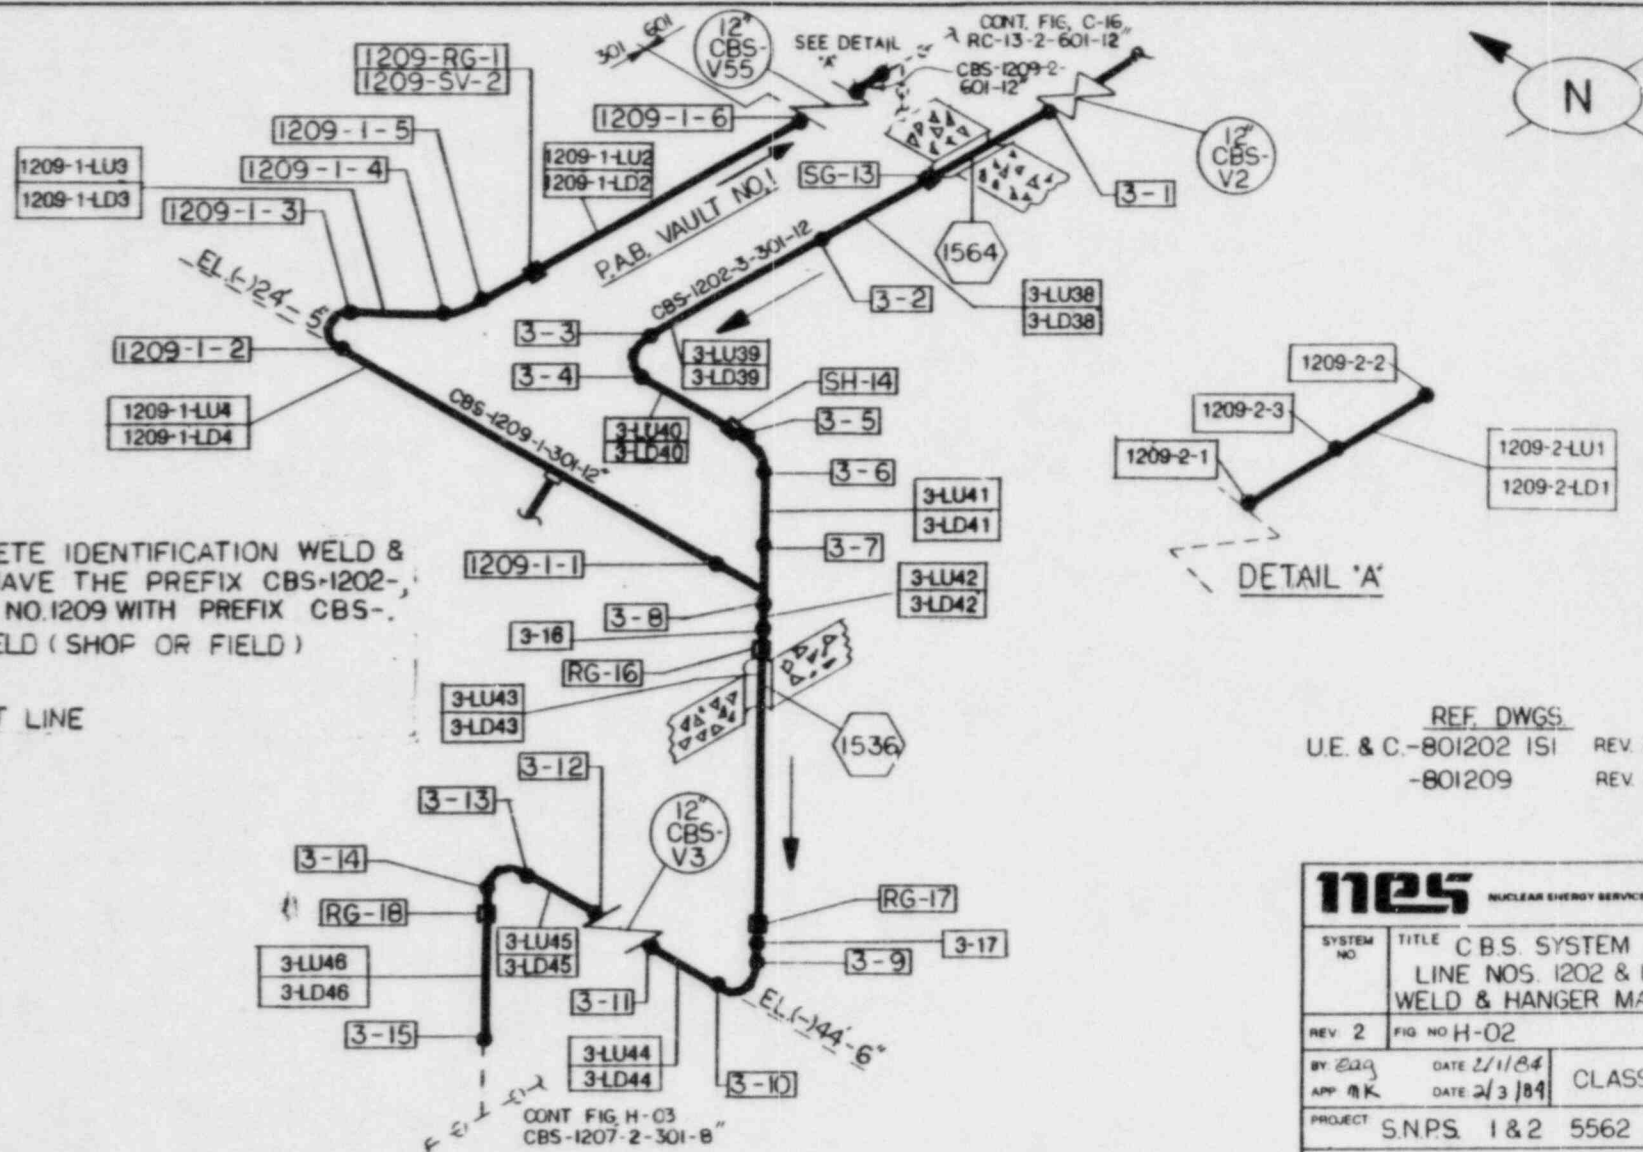 CONT. FIG. C-16,
RC-13-2-601-12"
12"
CBS-
V55
301
601
SEE DETAIL
'A'
CBS-1209-2-
601-12"
N
1209-RG-1
1209-SV-2
1209-1-6
1209-1-5
1209-1-4
1209-1-LU3
1209-1-LD3
1209-1-3
1209-1-LU2
1209-1-LD2
P.A.B. VAULT NO.1
SG-13
12"
CBS-
V2
3-1
1564
EL.(-)24'-5"
CBS-1202-3-301-12
3-2
3-LU38
3-LD38
1209-1-2
3-3
3-LU39
3-LD39
3-4
SH-14
3-5
1209-1-LU4
1209-1-LD4
CBS-1209-1-301-12"
3-LU40
3-LD40
3-6
1209-2-2
1209-2-3
1209-2-1
1209-2-LU1
1209-2-LD1
DETAIL 'A'
3-LU41
3-LD41
3-7
ETE IDENTIFICATION WELD &
AVE THE PREFIX CBS-1202-,
NO.1209 WITH PREFIX CBS-.
ELD (SHOP OR FIELD)
T LINE
1209-1-1
3-LU42
3-LD42
3-8
3-16
RG-16
3-LU43
3-LD43
1536
REF. DWGS.
U.E. & C.-801202 ISI REV.
-801209 REV.
3-12
3-13
12"
CBS-
V3
3-14
RG-18
RG-17
3-17
3-9
3-LU45
3-LD45
3-LU46
3-LD46
3-11
EL.(-)44'-6"
3-15
3-LU44
3-LD44
3-10
CONT FIG. H-03
CBS-1207-2-301-8"
nes NUCLEAR ENERGY SERVICE
SYSTEM NO.
TITLE C.B.S. SYSTEM
LINE NOS. 1202 & 1
WELD & HANGER MA
REV: 2 FIG. NO H-02
BY: eag DATE 2/1/84
APP. MK DATE: 2/3/84
CLASS
PROJECT S.N.P.S. 1 & 2 5562